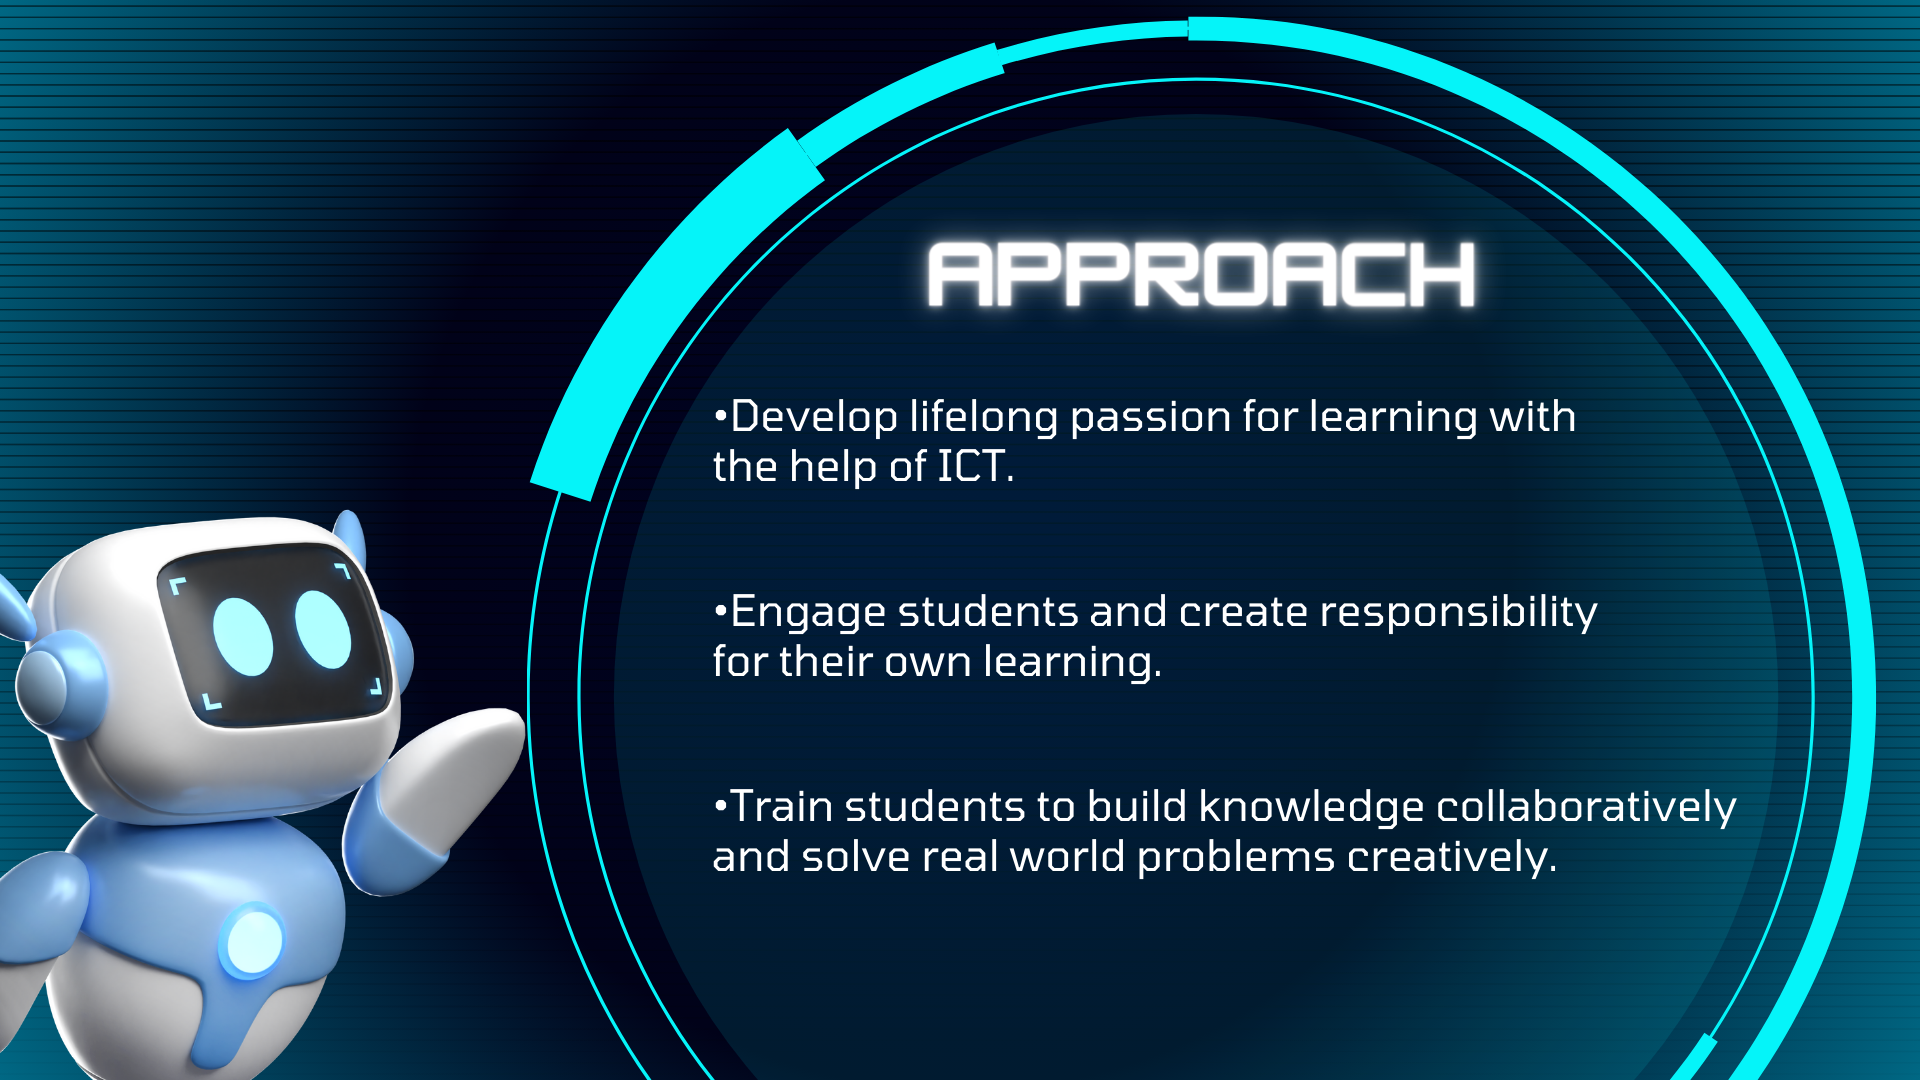 APPROACH
•Develop lifelong passion for learning with
the help of ICT.
•Engage students and create responsibility
for their own learning.
•Train students to build knowledge collaboratively
and solve real world problems creatively.